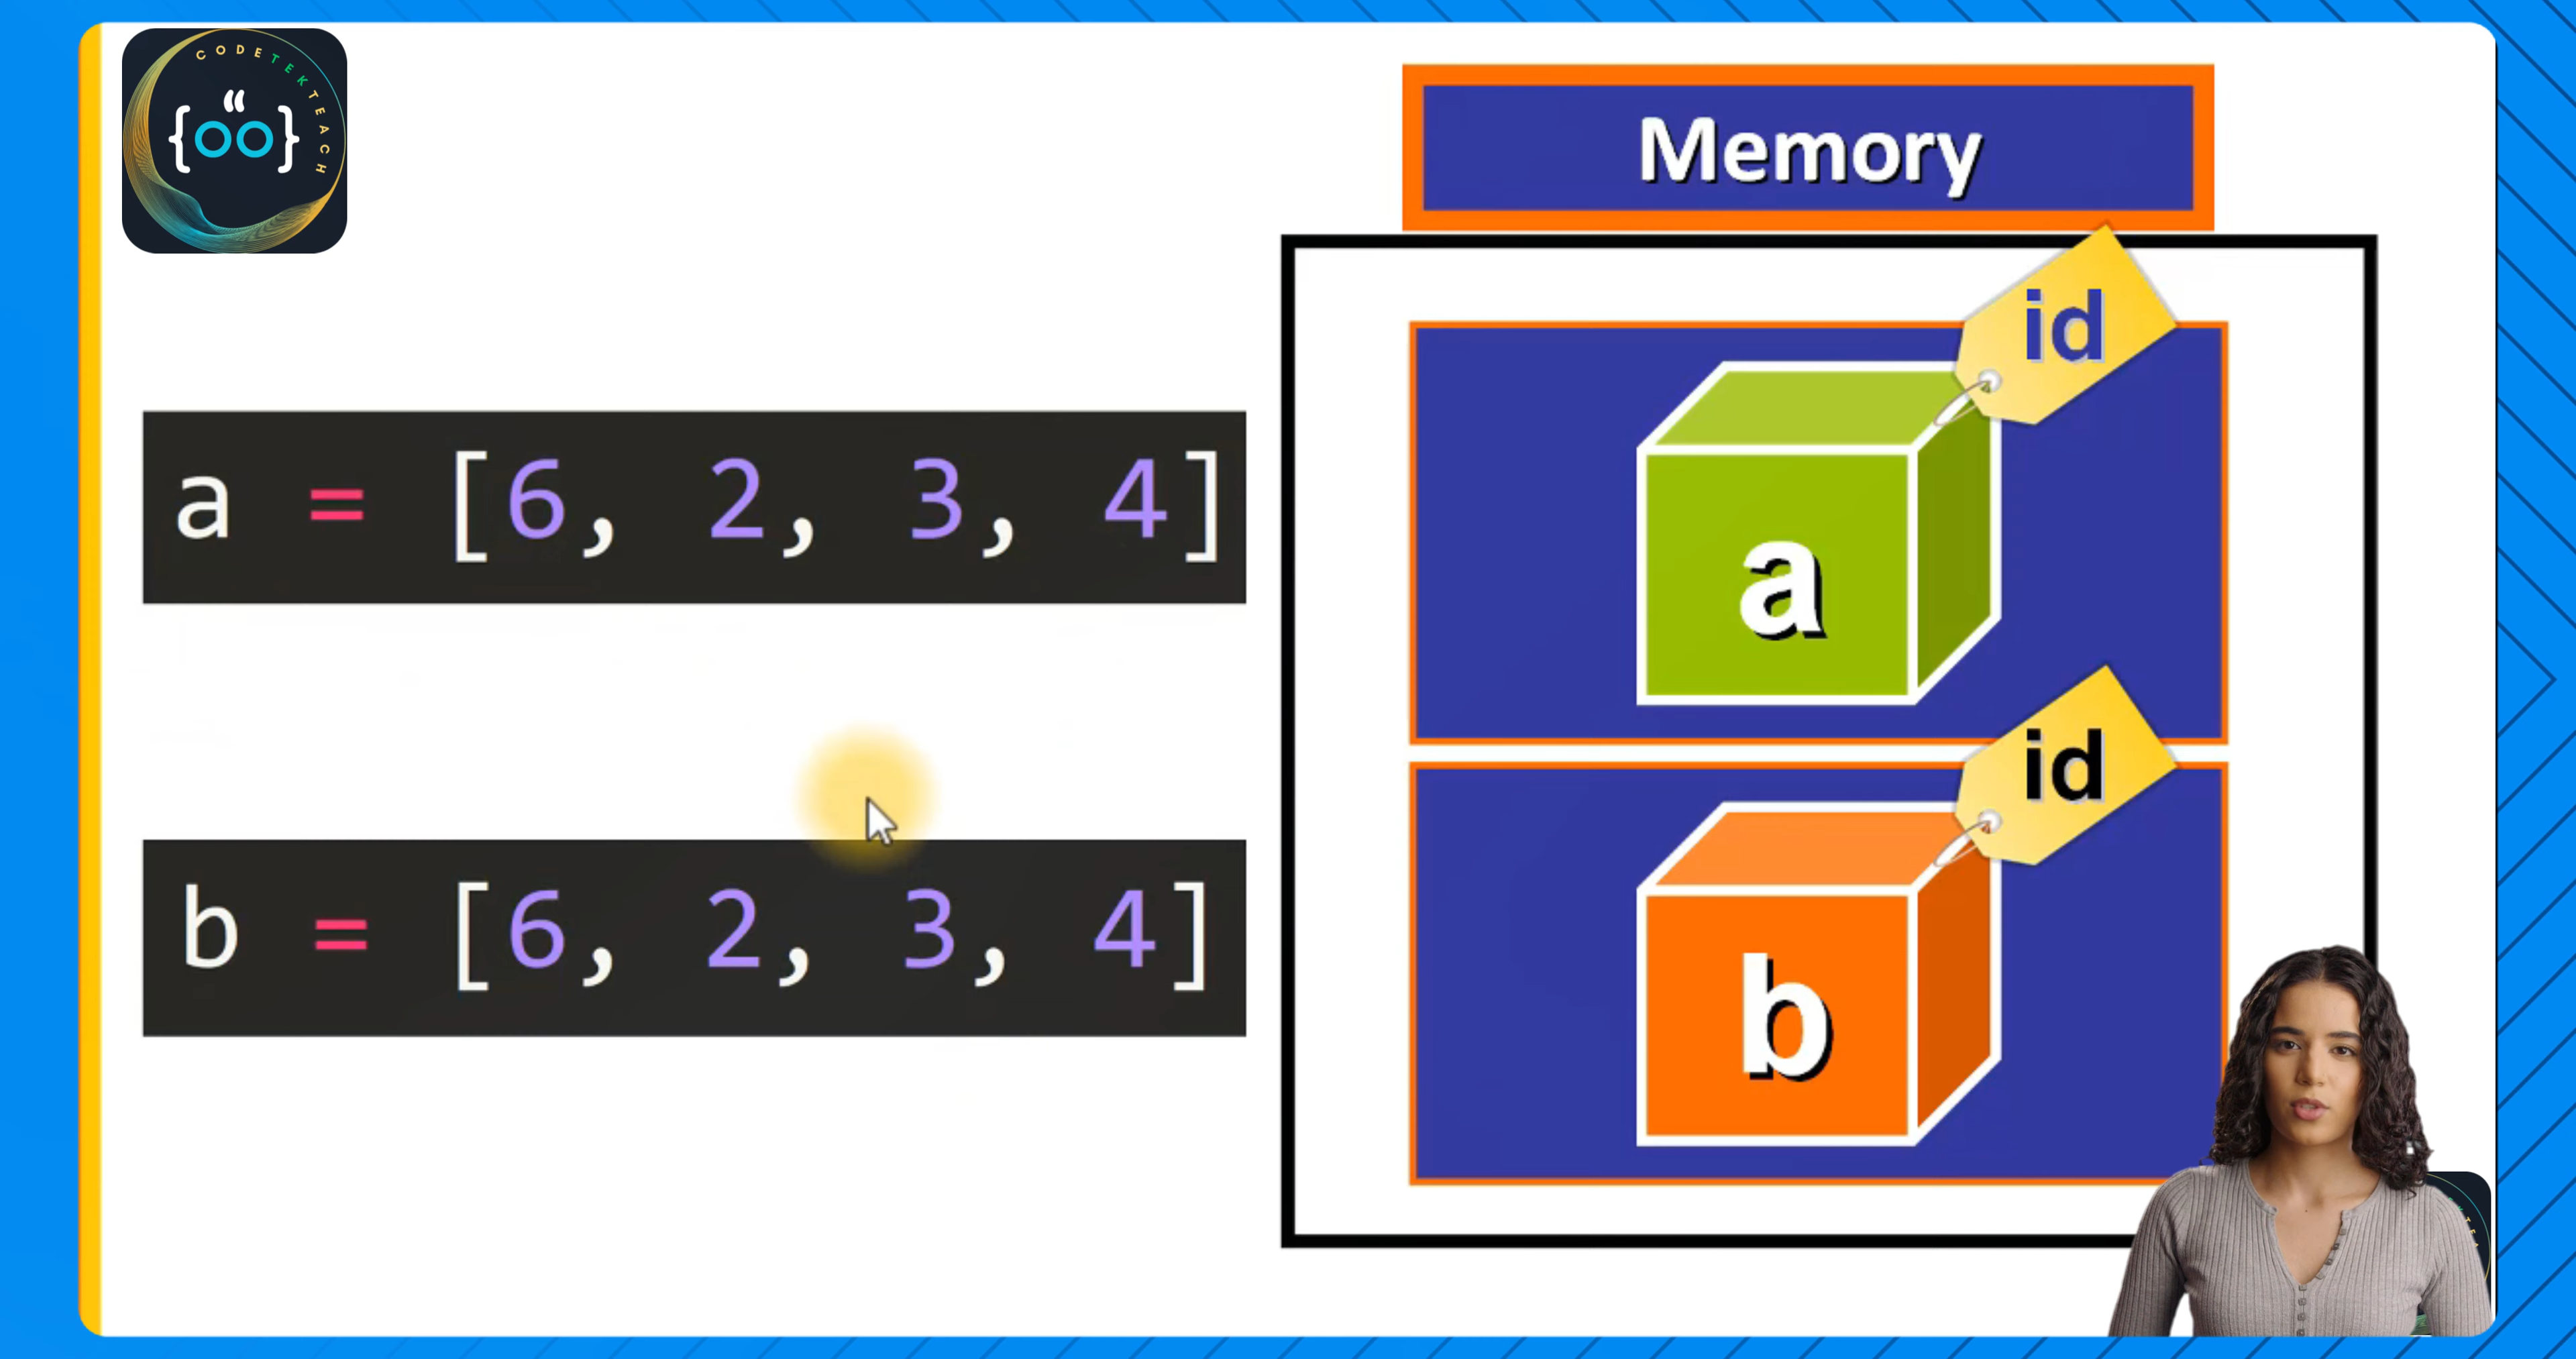 CODETEKTEACH
{oo}
Memory
id
a = [6, 2, 3, 4]
a
id
b = [6, 2, 3, 4]
b